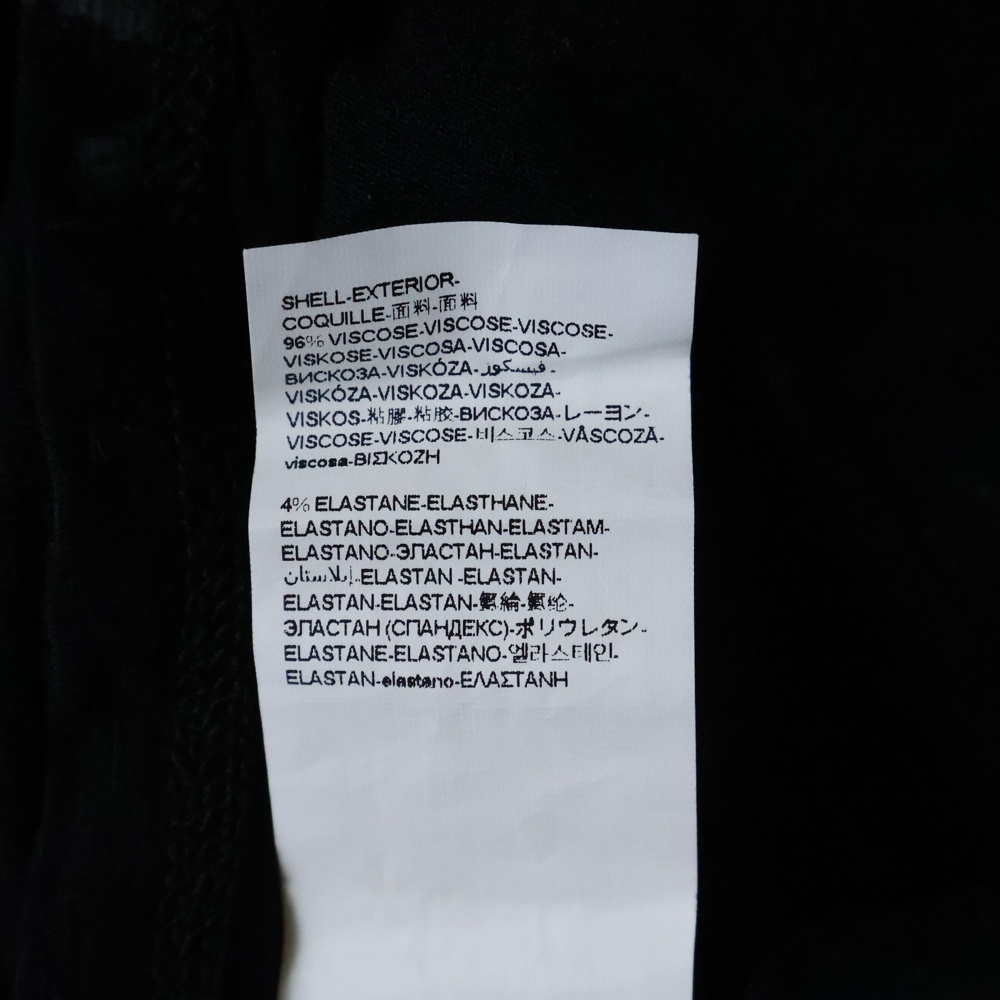 SHELL-EXTERIOR-
COQUILLE-面料-面料
96% VISCOSE-VISCOSE-VISCOSE-
VISKOSE-VISCOSA-VISCOSA-
ВИСКОЗА-VISKÓZA-فيسكوز-
VISKÓZA-VISKOZA-VISKOZA-
VISKOS-粘膠-粘胶-ВИСКОЗА-レーヨン-
VISCOSE-VISCOSE-비스코스-VÂSCOZĂ-
viscosa-ΒΙΣΚΟΖΗ
4% ELASTANE-ELASTHANE-
ELASTANO-ELASTHAN-ELASTAM-
ELASTANO-ЭЛАСТАН-ELASTAN-
إيلاستان-ELASTAN -ELASTAN-
ELASTAN-ELASTAN-氨綸-氨纶-
ЭЛАСТАН (СПАНДЕКС)-ポリウレタン-
ELASTANE-ELASTANO-엘라스테인-
ELASTAN-elastano-ΕΛΑΣΤΑΝΗ